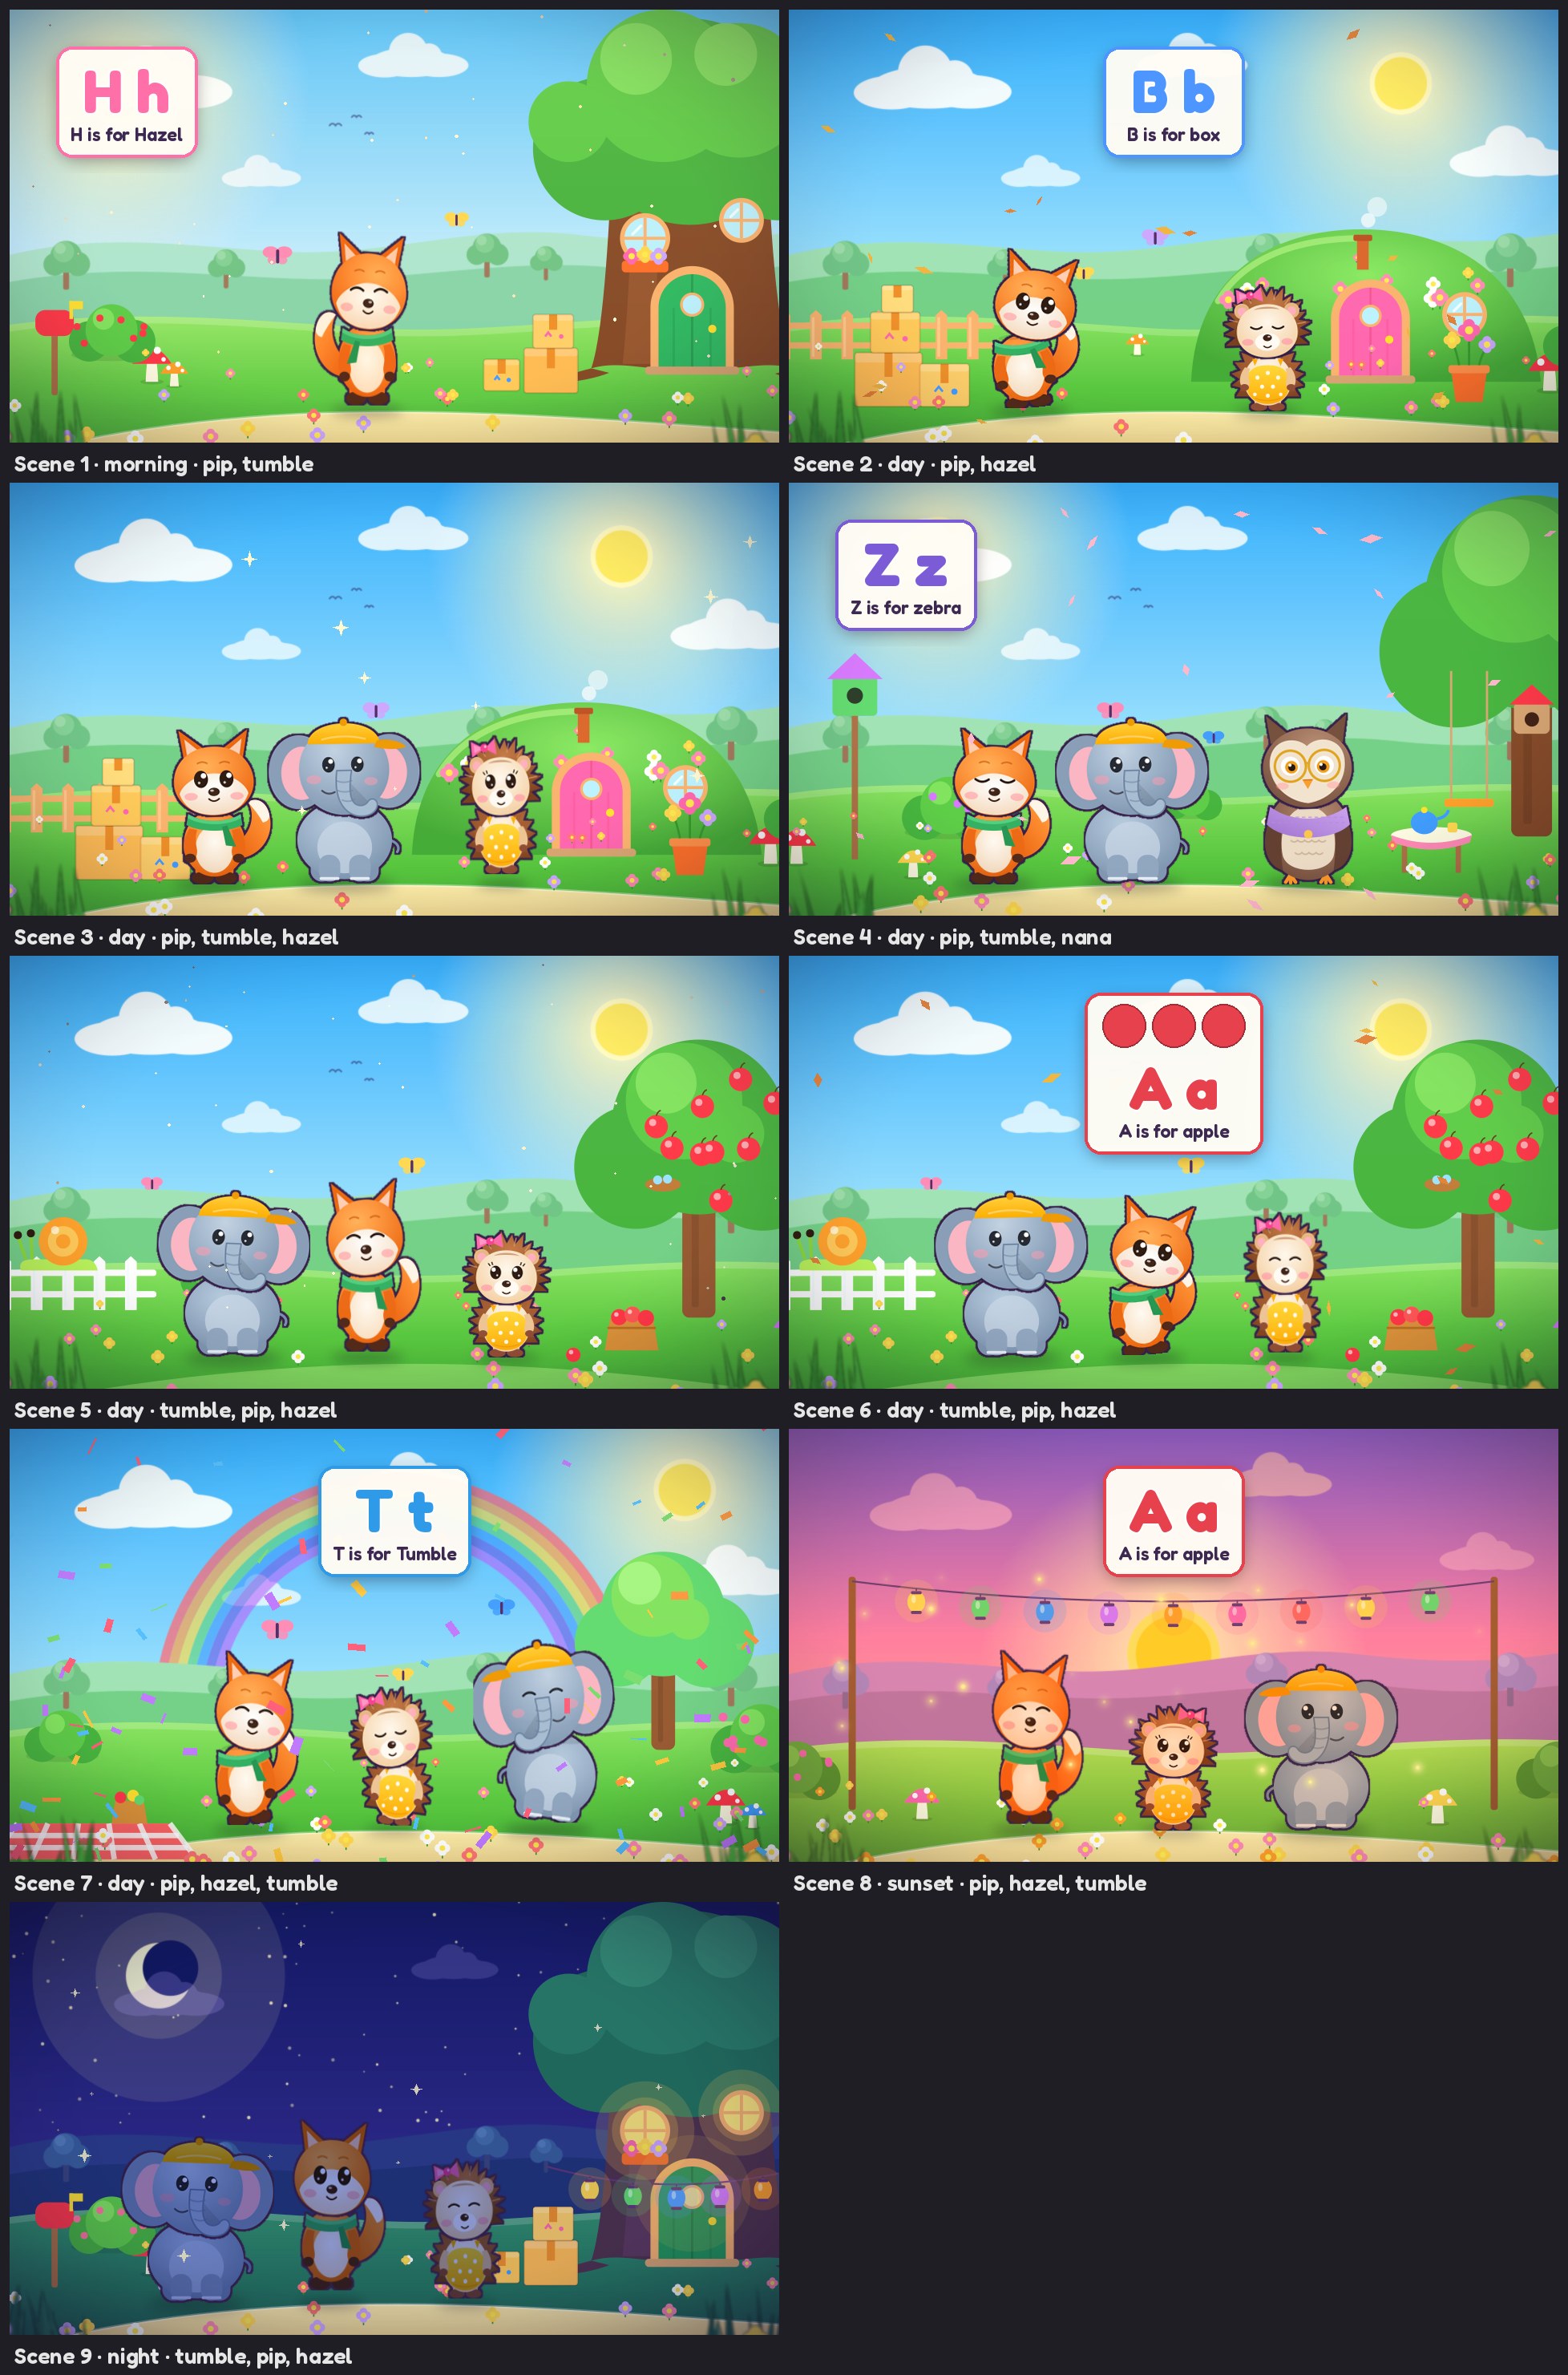 H h
H is for Hazel
B b
B is for box
Scene 1 · morning · pip, tumble
Scene 2 · day · pip, hazel
Z z
Z is for zebra
Scene 3 · day · pip, tumble, hazel
Scene 4 · day · pip, tumble, nana
A a
A is for apple
Scene 5 · day · tumble, pip, hazel
Scene 6 · day · tumble, pip, hazel
T t
T is for Tumble
A a
A is for apple
Scene 7 · day · pip, hazel, tumble
Scene 8 · sunset · pip, hazel, tumble
Scene 9 · night · tumble, pip, hazel